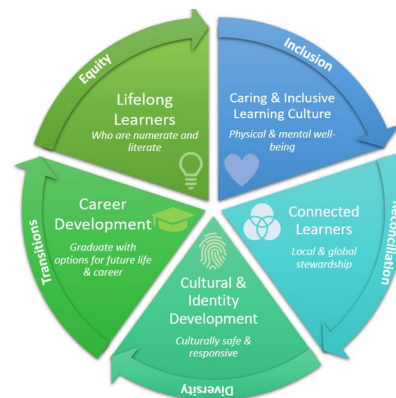 Equity
Lifelong
Learners
Who are numerate and
literate
Inclusion
Caring & Inclusive
Learning Culture
Physical & mental well-
being
Reconciliation
Connected
Learners
Local & global
stewardship
Diversity
Cultural &
Identity
Development
Culturally safe &
responsive
Transitions
Career
Development
Graduate with
options for future life
& career